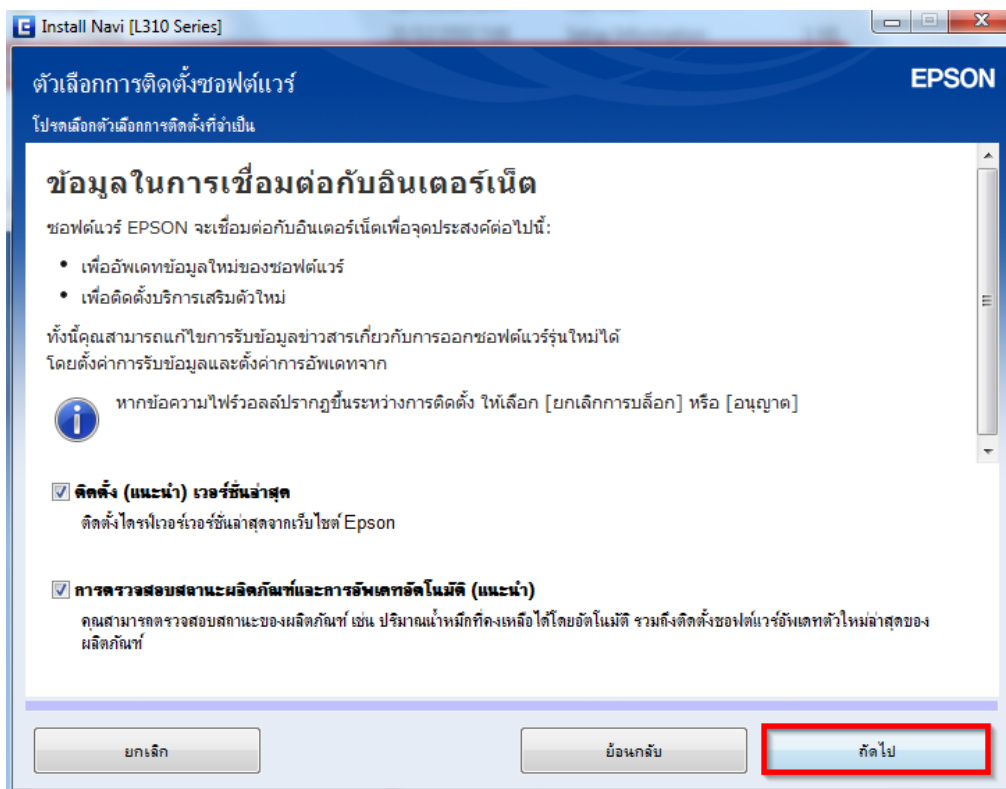 Install Navi [L310 Series]
ตัวเลือกการติดตั้งซอฟต์แวร์
EPSON
โปรดเลือกตัวเลือกการติดตั้งที่จำเป็น
ข้อมูลในการเชื่อมต่อกับอินเตอร์เน็ต
ซอฟต์แวร์ EPSON จะเชื่อมต่อกับอินเตอร์เน็ตเพื่อจุดประสงค์ต่อไปนี้:
• เพื่ออัพเดทข้อมูลใหม่ของซอฟต์แวร์
• เพื่อติดตั้งบริการเสริมตัวใหม่
ทั้งนี้คุณสามารถแก้ไขการรับข้อมูลข่าวสารเกี่ยวกับการออกซอฟต์แวร์รุ่นใหม่ได้
โดยตั้งค่าการรับข้อมูลและตั้งค่าการอัพเดทจาก
หากข้อความไฟร์วอลล์ปรากฏขึ้นระหว่างการติดตั้ง ให้เลือก [ยกเลิกการบล็อก] หรือ [อนุญาต]
ติดตั้ง (แนะนำ) เวอร์ชั่นล่าสุด
ติดตั้งไดรฟ์เวอร์เวอร์ชั่นล่าสุดจากเว็บไซต์ Epson
การตรวจสอบสถานะผลิตภัณฑ์และการอัพเดทอัตโนมัติ (แนะนำ)
คุณสามารถตรวจสอบสถานะของผลิตภัณฑ์ เช่น ปริมาณน้ำหมึกที่คงเหลือได้โดยอัตโนมัติ รวมถึงติดตั้งซอฟต์แวร์อัพเดทตัวใหม่ล่าสุดของ
ผลิตภัณฑ์
ยกเลิก
ย้อนกลับ
ถัดไป